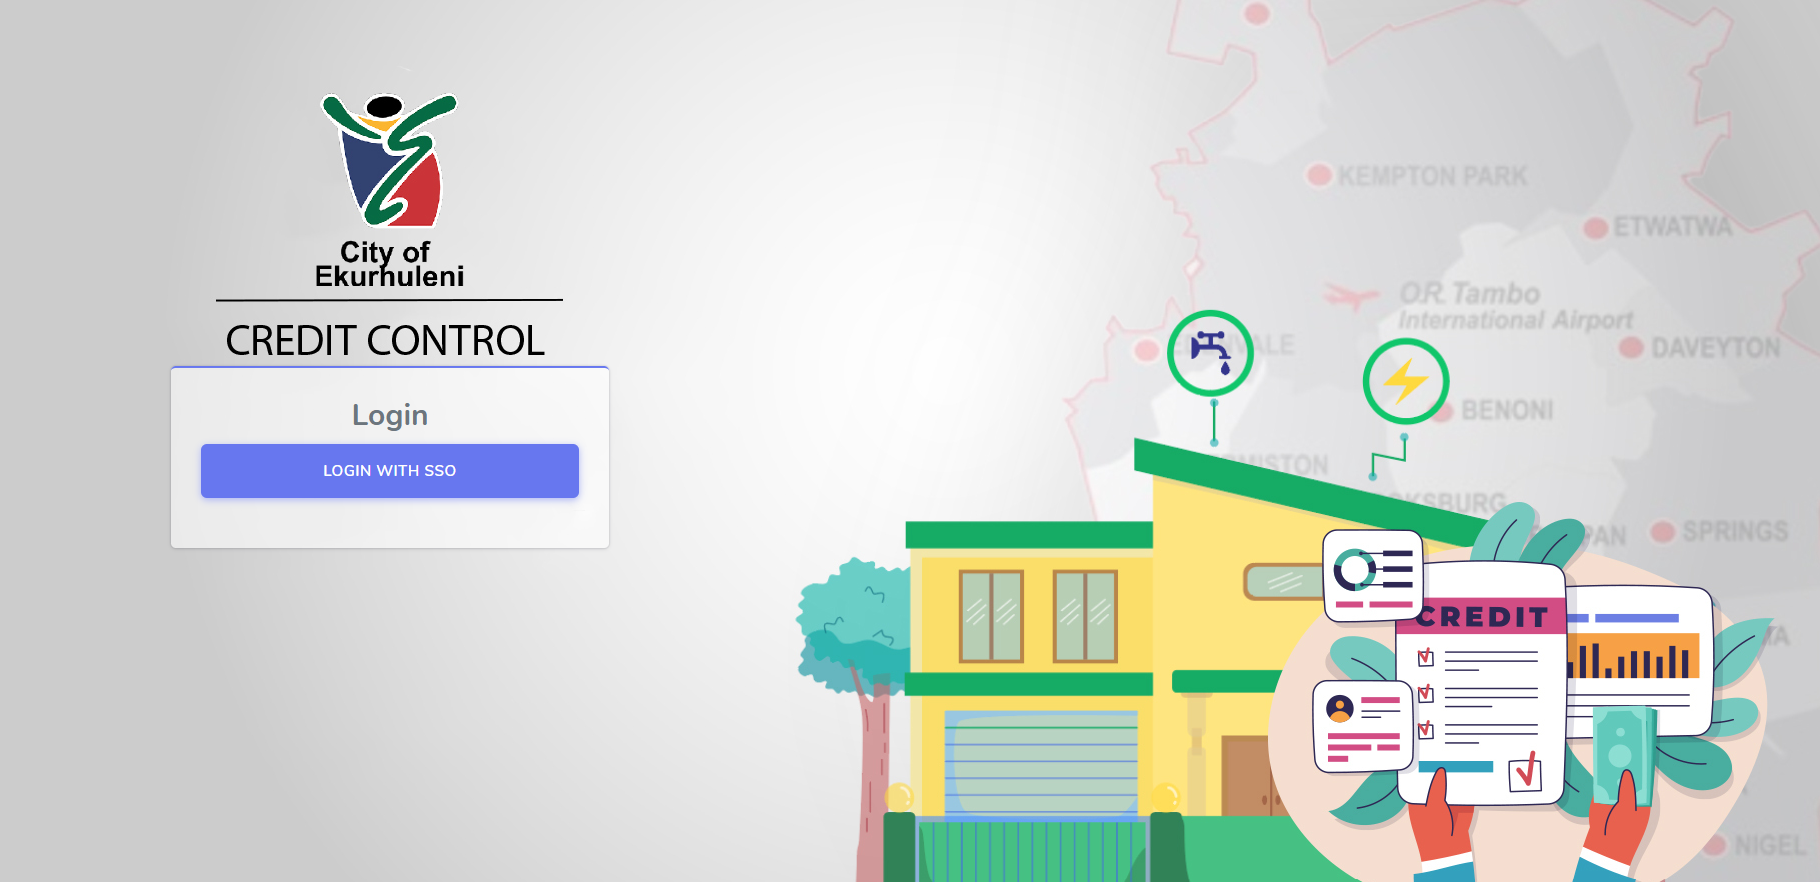 City of
Ekurhuleni
CREDIT CONTROL
Login
LOGIN WITH SSO
KEMPTON PARK
ETWATWA
O.R. Tambo
International Airport
DAVEYTON
BENONI
SPRINGS
CREDIT
NIGEL